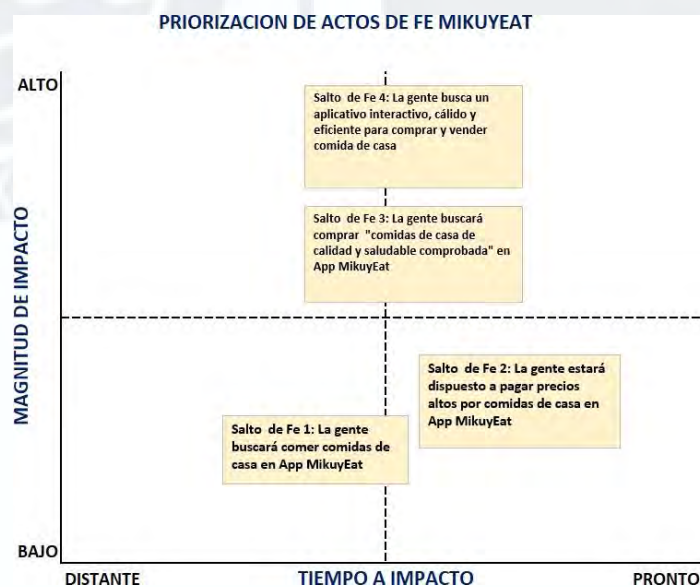 PRIORIZACION DE ACTOS DE FE MIKUYEAT
ALTO
Salto de Fe 4: La gente busca un
aplicativo interactivo, cálido y
eficiente para comprar y vender
comida de casa
Salto de Fe 3: La gente buscará
comprar "comidas de casa de
calidad y saludable comprobada" en
App MikuyEat
MAGNITUD DE IMPACTO
Salto de Fe 2: La gente estará
dispuesto a pagar precios
altos por comidas de casa en
App MikuyEat
Salto de Fe 1: La gente
buscará comer comidas de
casa en App MikuyEat
BAJO
DISTANTE
TIEMPO A IMPACTO
PRONTO